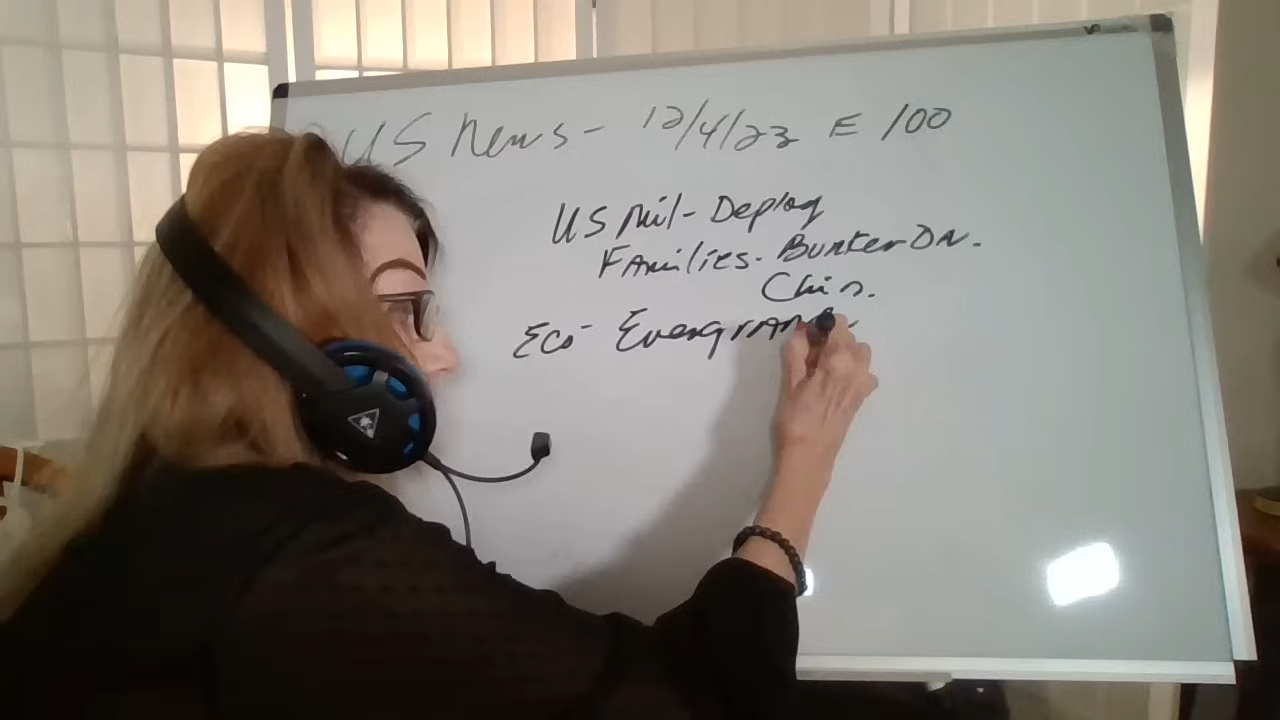 US News - 12/4/23 E 100
US Mil - Deploy
Families. Bunker Dn.
Chin.
Eco - Evergrande